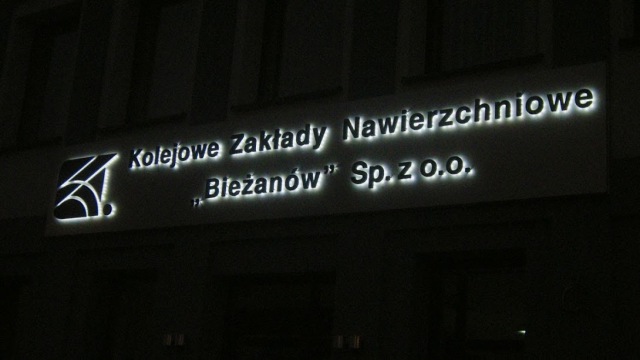 Kolejowe Zakłady Nawierzchniowe
„Bieżanów” Sp. z o.o.